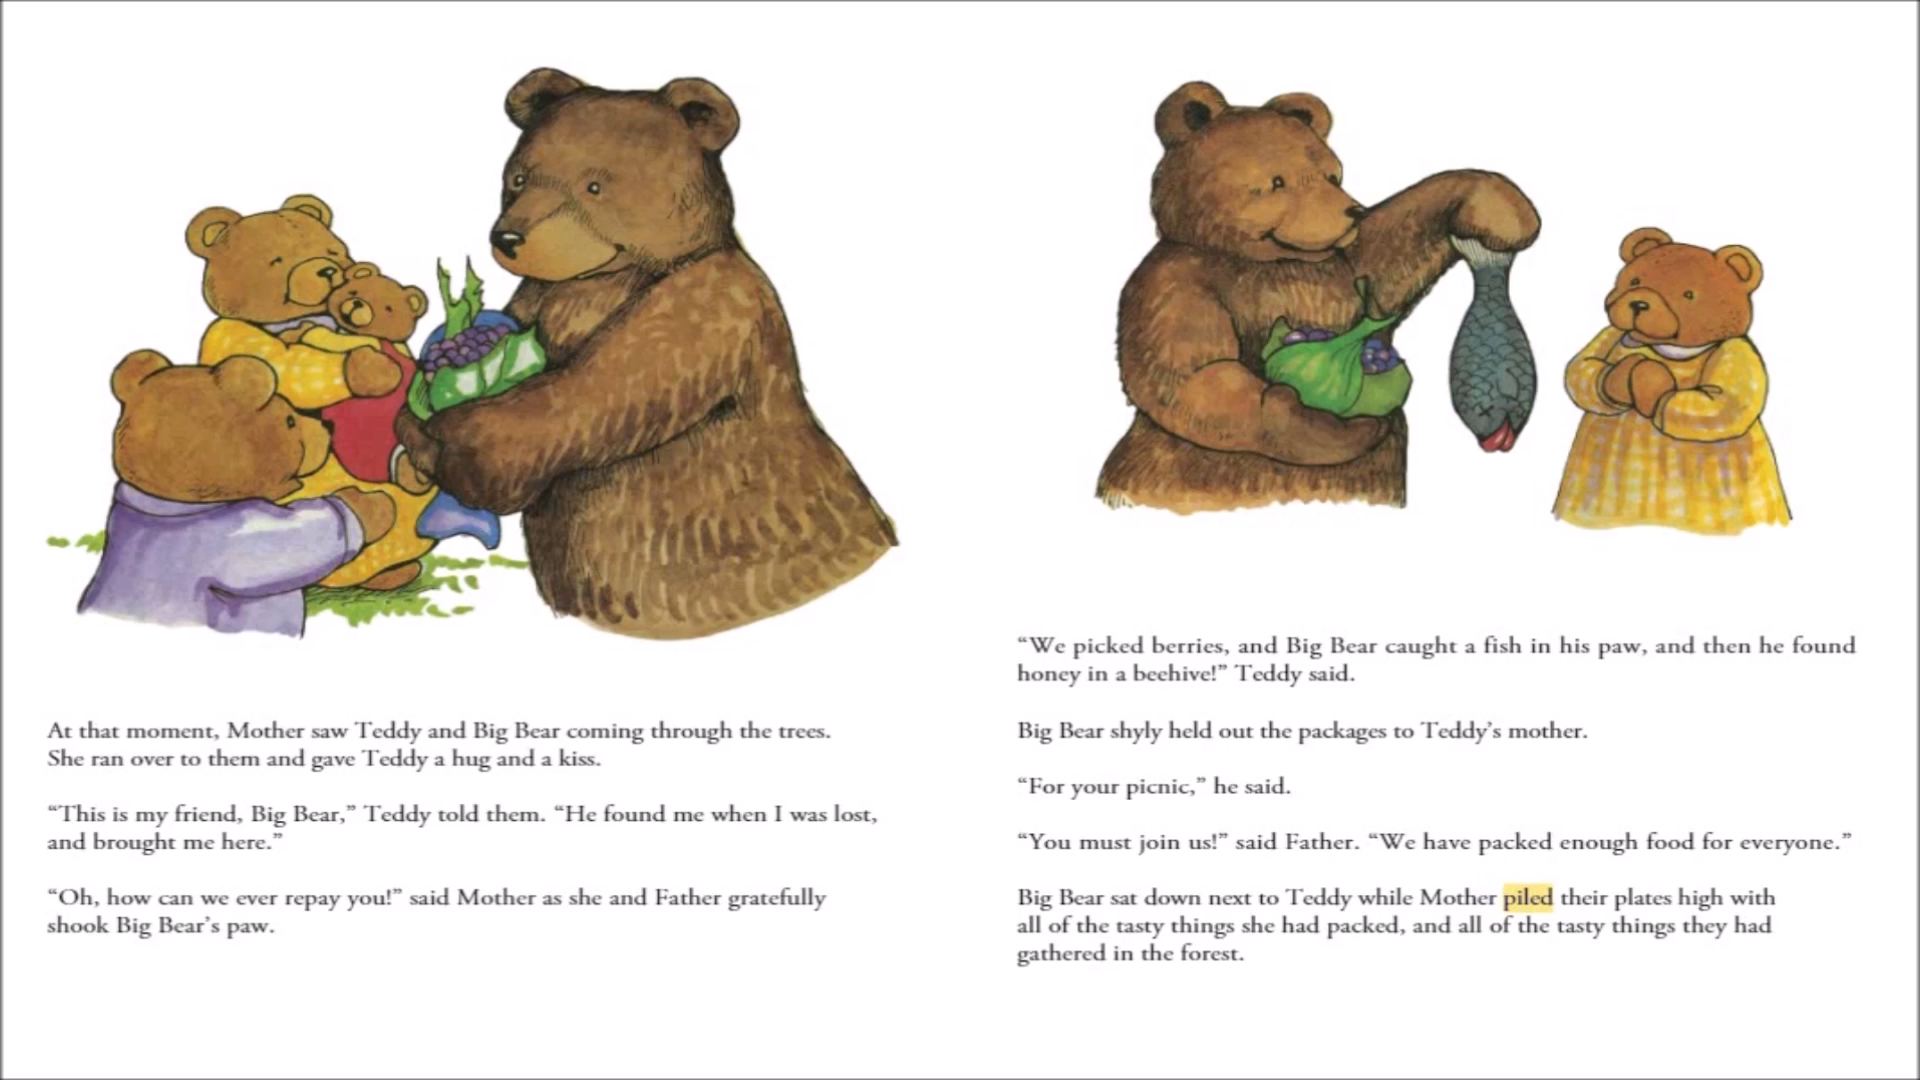 At that moment, Mother saw Teddy and Big Bear coming through the trees.
She ran over to them and gave Teddy a hug and a kiss.
“This is my friend, Big Bear,” Teddy told them. “He found me when I was lost,
and brought me here.”
“Oh, how can we ever repay you!” said Mother as she and Father gratefully
shook Big Bear’s paw.
“We picked berries, and Big Bear caught a fish in his paw, and then he found
honey in a beehive!” Teddy said.
Big Bear shyly held out the packages to Teddy’s mother.
“For your picnic,” he said.
“You must join us!” said Father. “We have packed enough food for everyone.”
Big Bear sat down next to Teddy while Mother piled their plates high with
all of the tasty things she had packed, and all of the tasty things they had
gathered in the forest.